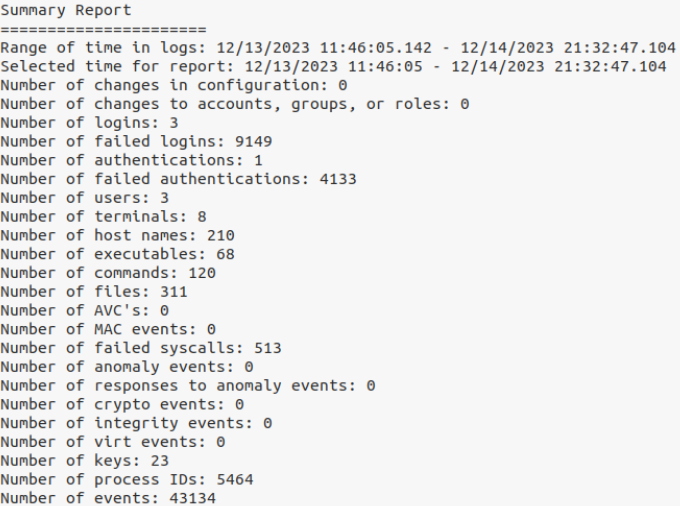 Summary Report
======================
Range of time in logs: 12/13/2023 11:46:05.142 - 12/14/2023 21:32:47.104
Selected time for report: 12/13/2023 11:46:05 - 12/14/2023 21:32:47.104
Number of changes in configuration: 0
Number of changes to accounts, groups, or roles: 0
Number of logins: 3
Number of failed logins: 9149
Number of authentications: 1
Number of failed authentications: 4133
Number of users: 3
Number of terminals: 8
Number of host names: 210
Number of executables: 68
Number of commands: 120
Number of files: 311
Number of AVC's: 0
Number of MAC events: 0
Number of failed syscalls: 513
Number of anomaly events: 0
Number of responses to anomaly events: 0
Number of crypto events: 0
Number of integrity events: 0
Number of virt events: 0
Number of keys: 23
Number of process IDs: 5464
Number of events: 43134